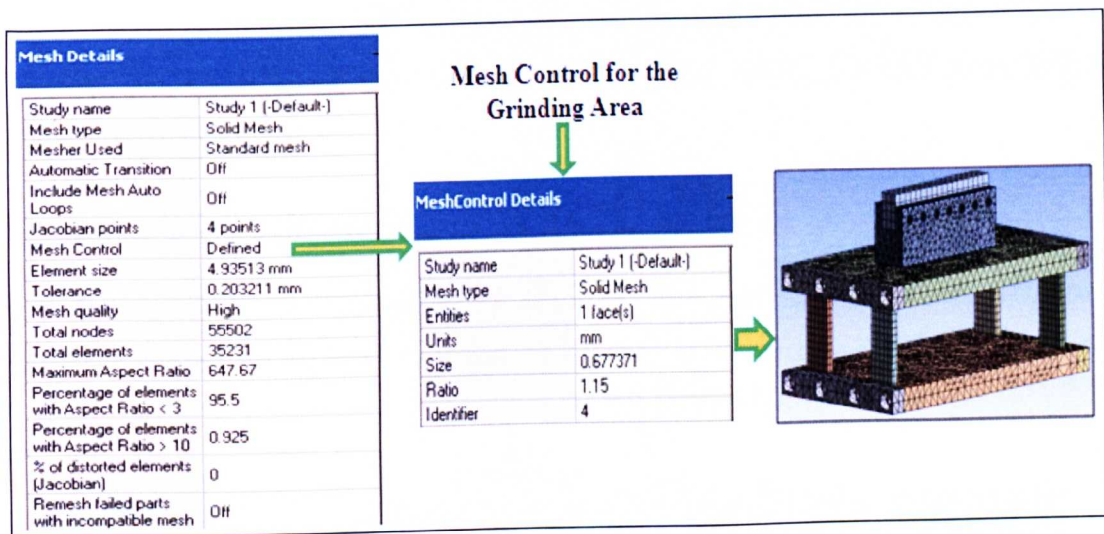 Mesh Details
Study name Study 1 (-Default-)
Mesh type Solid Mesh
Mesher Used Standard mesh
Automatic Transition Off
Include Mesh Auto
Loops Off
Jacobian points 4 points
Mesh Control Defined
Element size 4.93513 mm
Tolerance 0.203211 mm
Mesh quality High
Total nodes 55502
Total elements 35231
Maximum Aspect Ratio 647.67
Percentage of elements
with Aspect Ratio < 3 95.5
Percentage of elements
with Aspect Ratio > 10 0.925
% of distorted elements
(Jacobian) 0
Remesh failed parts
with incompatible mesh Off
Mesh Control for the
Grinding Area
MeshControl Details
Study name Study 1 (-Default-)
Mesh type Solid Mesh
Entities 1 face(s)
Units mm
Size 0.677371
Ratio 1.15
Identifier 4